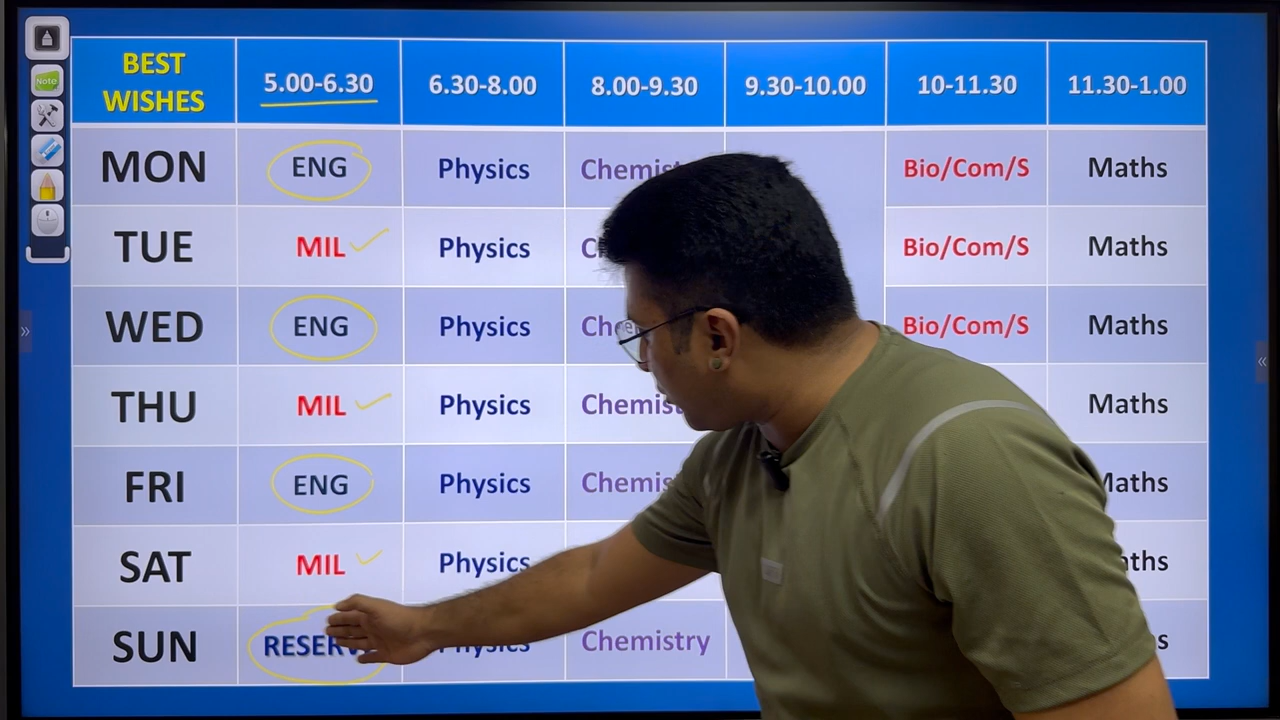 BEST
WISHES
5.00-6.30
6.30-8.00
8.00-9.30
9.30-10.00
10-11.30
11.30-1.00
MON
ENG
Physics
Bio/Com/S
Maths
TUE
MIL
Physics
Bio/Com/S
Maths
WED
ENG
Physics
Bio/Com/S
Maths
THU
MIL
Physics
Maths
FRI
ENG
Physics
Maths
SAT
MIL
Physics
SUN
Chemistry
Note